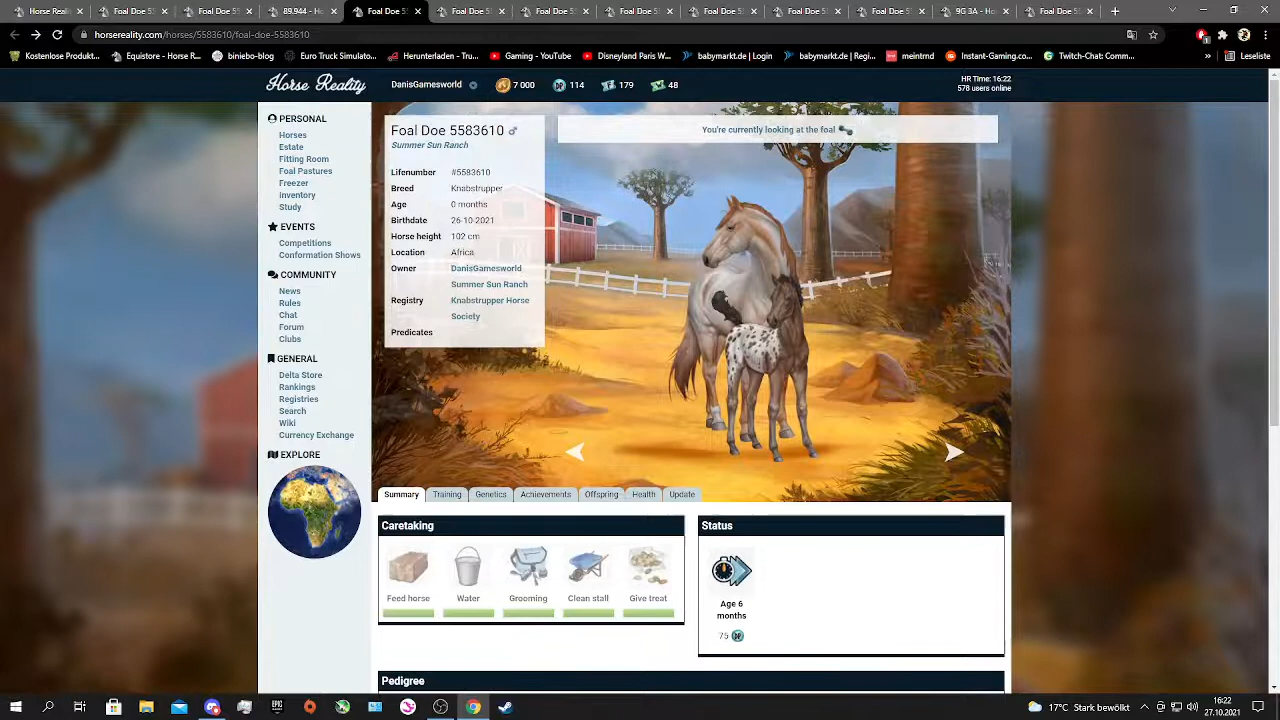 Horse Reali
89.944 - eis
horsereality.com/horses/5583610/foal-doe-5583610
Kostenlose Produkt...
Equistore - Horse R...
biniebo-blog
Euro Truck Simulato...
Herunterladen - Tru...
Gaming - YouTube
Disneyland Paris W...
babymarkt.de | Login
babymarkt.de | Regi...
meintrnd
Instant-Gaming.co...
Twitch-Chat: Comm...
»
Leseliste
Horse Reality
DanisGamesworld
7 000
114
179
48
HR Time: 16:22
578 users online
PERSONAL
Horses
Estate
Fitting Room
Foal Pastures
Freezer
Inventory
Study
EVENTS
Competitions
Conformation Shows
COMMUNITY
News
Rules
Chat
Forum
Clubs
GENERAL
Delta Store
Rankings
Registries
Search
Wiki
Currency Exchange
EXPLORE
Foal Doe 5583610
Summer Sun Ranch
Lifenumber #5583610
Breed Knabstrupper
Age 0 months
Birthdate 26-10-2021
Horse height 102 cm
Location Africa
Owner DanisGamesworld
Summer Sun Ranch
Registry Knabstrupper Horse
Society
Predicates
You're currently looking at the foal
Summary Training Genetics Achievements Offspring Health Update
Caretaking
Feed horse Water Grooming Clean stall Give treat
Status
Age 6
months
75
Pedigree
EPIC
17°C Stark bewölkt
16:22
27.10.2021